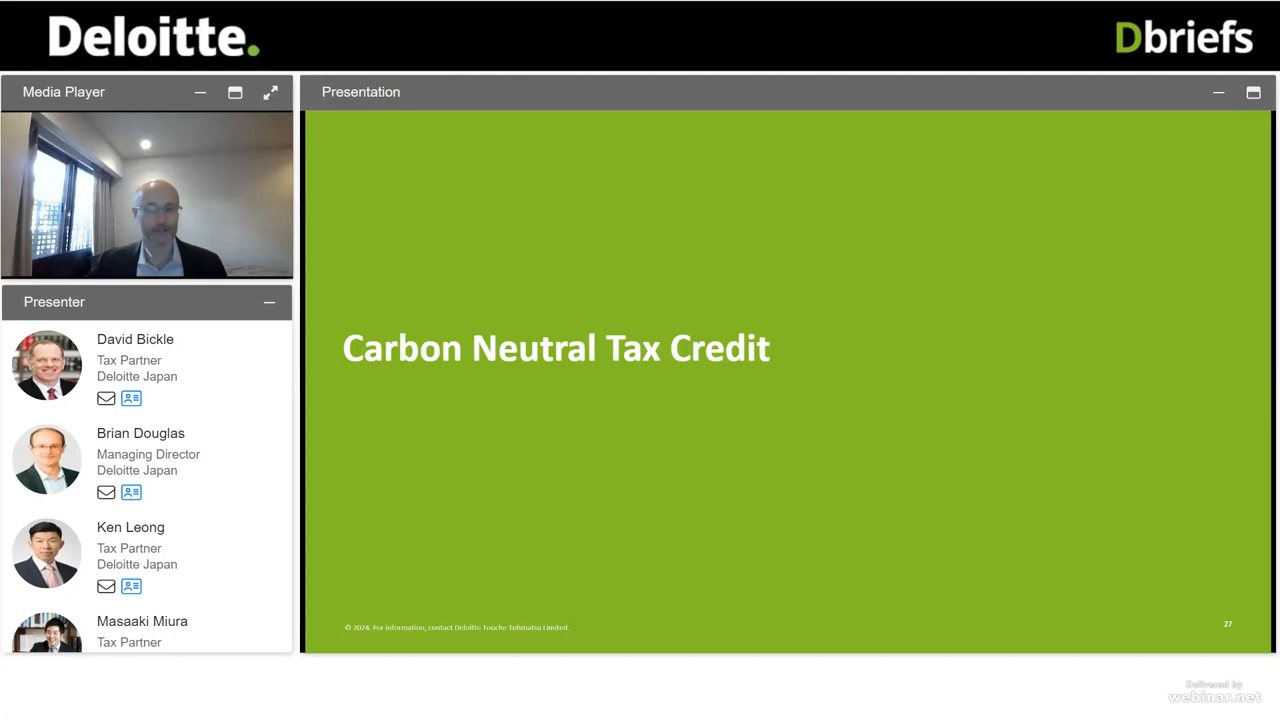 Deloitte.
Dbriefs
Media Player
Presentation
Presenter
David Bickle
Tax Partner
Deloitte Japan
Brian Douglas
Managing Director
Deloitte Japan
Ken Leong
Tax Partner
Deloitte Japan
Masaaki Miura
Tax Partner
Carbon Neutral Tax Credit
© 2024. For information, contact Deloitte Touche Tohmatsu Limited.
27
Delivered by
webinar.net